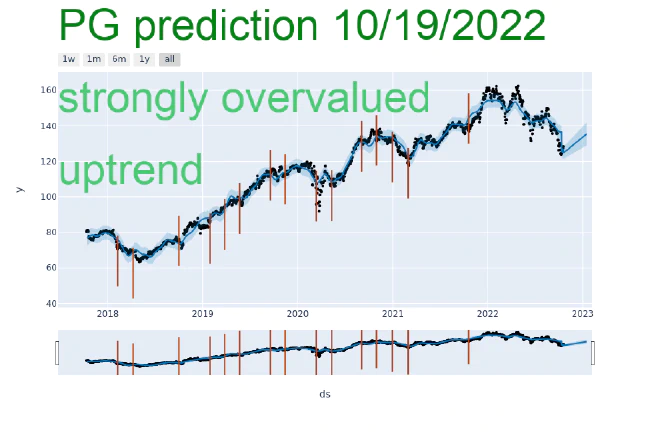 PG prediction 10/19/2022
1w 1m 6m 1y all
strongly overvalued
uptrend
160
140
120
100
80
60
40
y
2018 2019 2020 2021 2022 2023
ds